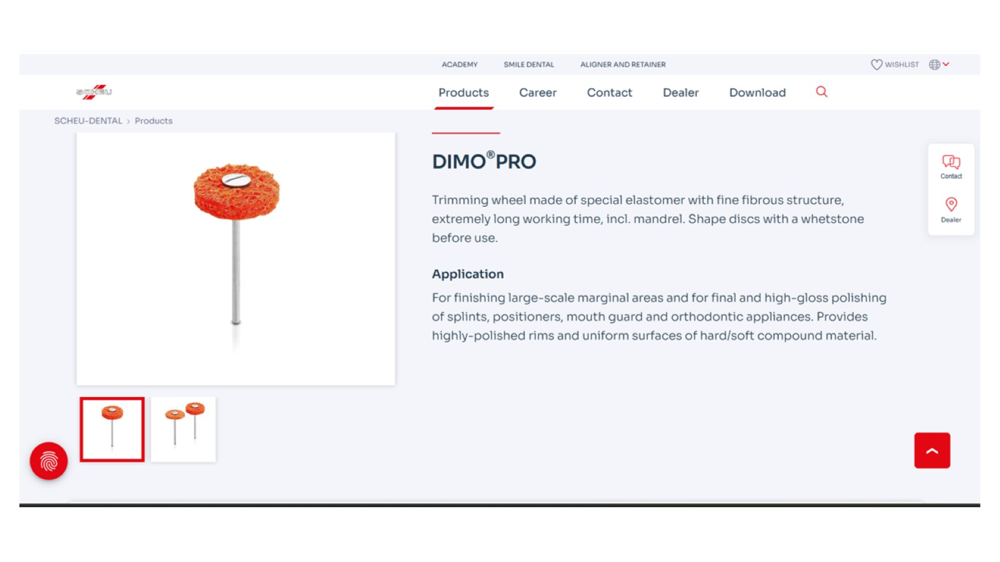 ACADEMY SMILE DENTAL ALIGNER AND RETAINER WISHLIST
SCHEU Products Career Contact Dealer Download
SCHEU-DENTAL › Products
DIMO®PRO
Trimming wheel made of special elastomer with fine fibrous structure,
extremely long working time, incl. mandrel. Shape discs with a whetstone
before use.
Application
For finishing large-scale marginal areas and for final and high-gloss polishing
of splints, positioners, mouth guard and orthodontic appliances. Provides
highly-polished rims and uniform surfaces of hard/soft compound material.
Contact
Dealer